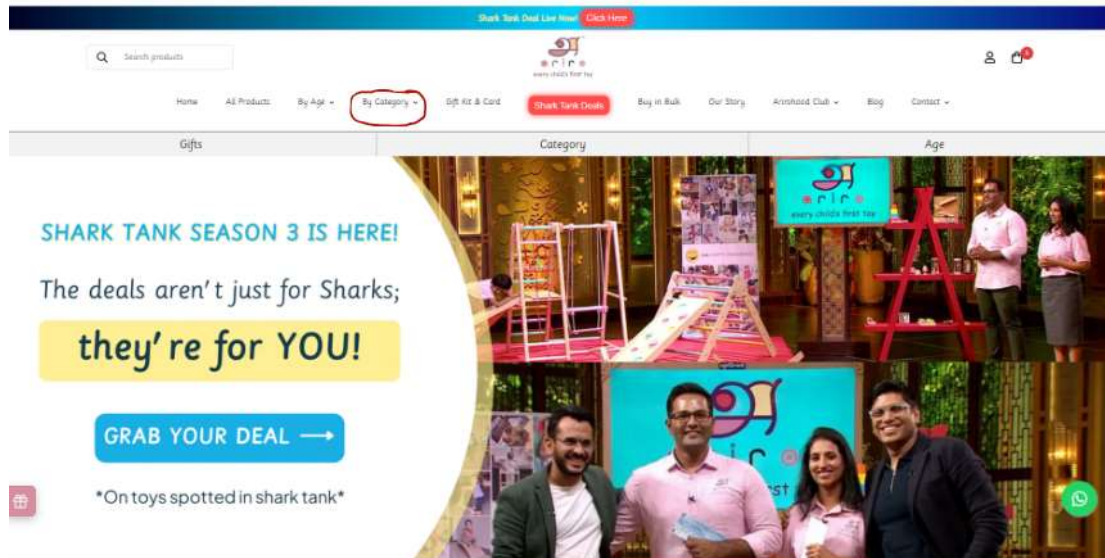 Shark Tank Deal Live Now! Click Here
Search products
ariro
every child's first toy
Home All Products By Age By Category Gift Kit & Card Shark Tank Deals Buy in Bulk Our Story Arirohood Club Blog Contact
Gifts Category Age
SHARK TANK SEASON 3 IS HERE!
The deals aren't just for Sharks;
they're for YOU!
GRAB YOUR DEAL →
*On toys spotted in shark tank*
ariro
every child's first toy